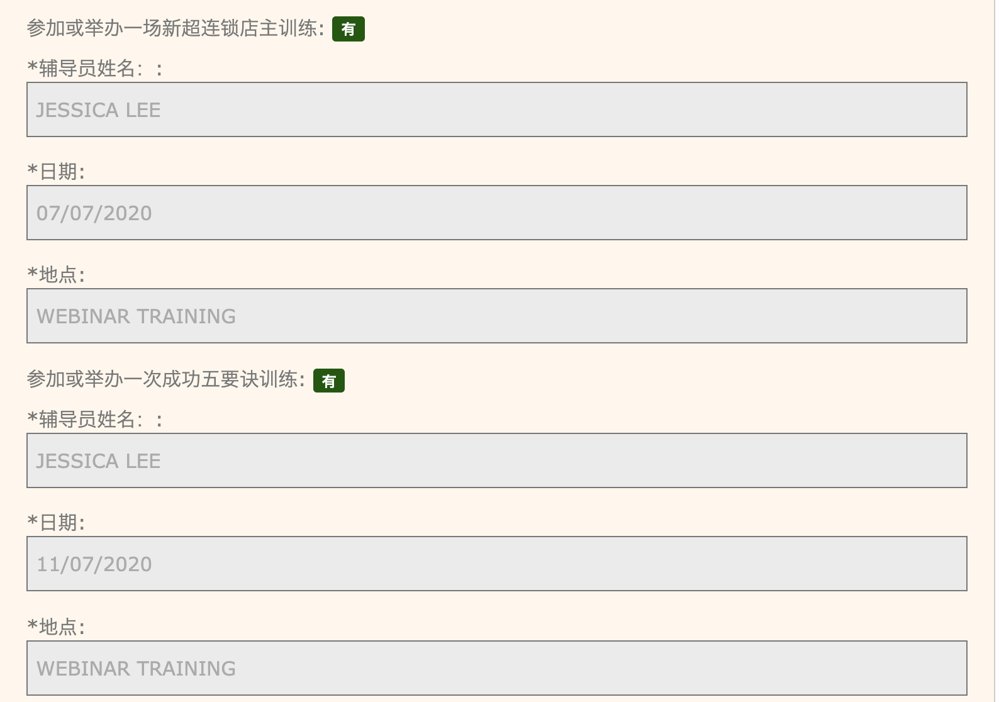 参加或举办一场新超连锁店主训练: 有
*辅导员姓名：:
JESSICA LEE
*日期:
07/07/2020
*地点:
WEBINAR TRAINING
参加或举办一次成功五要诀训练: 有
*辅导员姓名：:
JESSICA LEE
*日期:
11/07/2020
*地点:
WEBINAR TRAINING